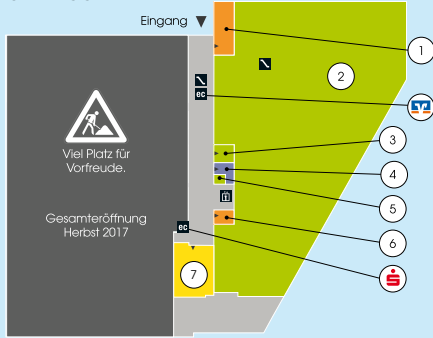 Eingang
1
2
ec
3
Viel Platz für
Vorfreude.
4
5
Gesamteröffnung
Herbst 2017
ec
6
7